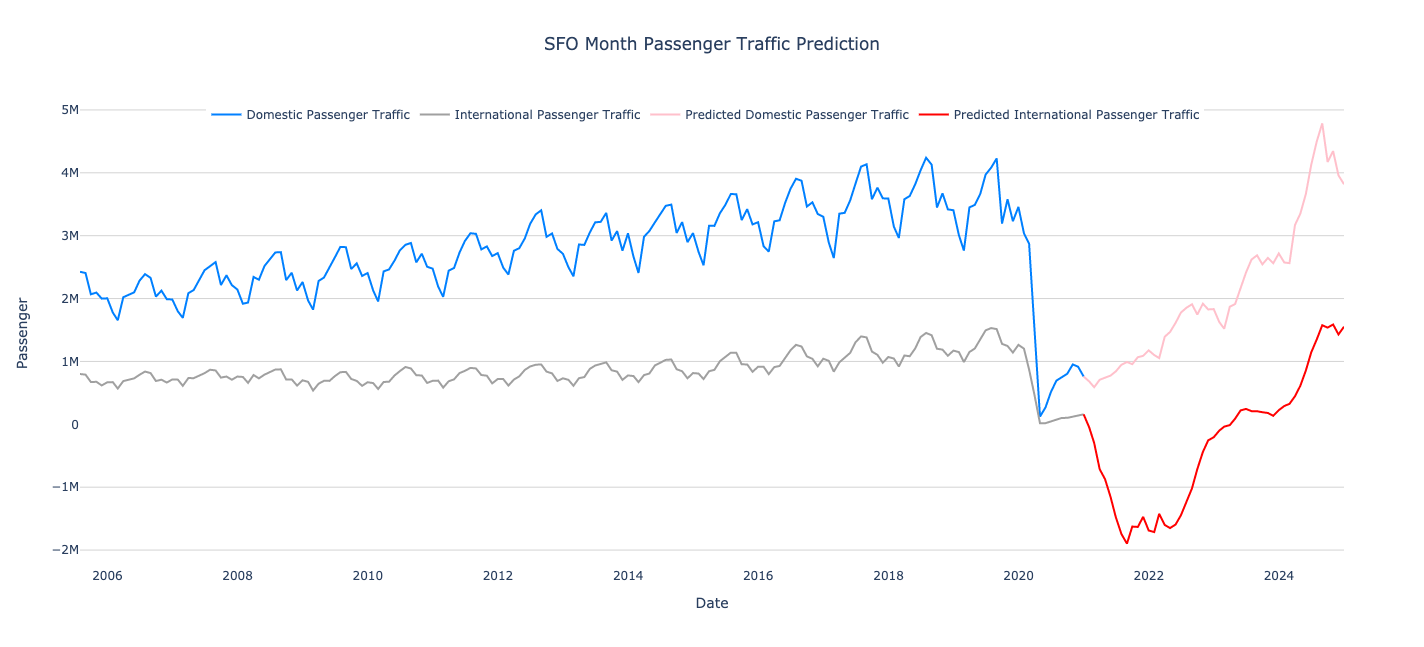 SFO Month Passenger Traffic Prediction
Domestic Passenger Traffic International Passenger Traffic Predicted Domestic Passenger Traffic Predicted International Passenger Traffic
5M
4M
3M
2M
1M
0
−1M
−2M
Passenger
2006 2008 2010 2012 2014 2016 2018 2020 2022 2024
Date